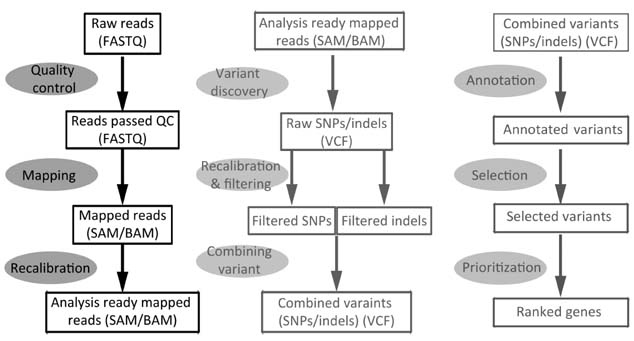 Raw reads
(FASTQ)
Quality
control
Reads passed QC
(FASTQ)
Mapping
Mapped reads
(SAM/BAM)
Recalibration
Analysis ready mapped
reads (SAM/BAM)
Analysis ready mapped
reads (SAM/BAM)
Variant
discovery
Raw SNPs/indels
(VCF)
Recalibration
& filtering
Filtered SNPs
Filtered indels
Combining
variant
Combined varaints
(SNPs/indels) (VCF)
Combined variants
(SNPs/indels) (VCF)
Annotation
Annotated variants
Selection
Selected variants
Prioritization
Ranked genes